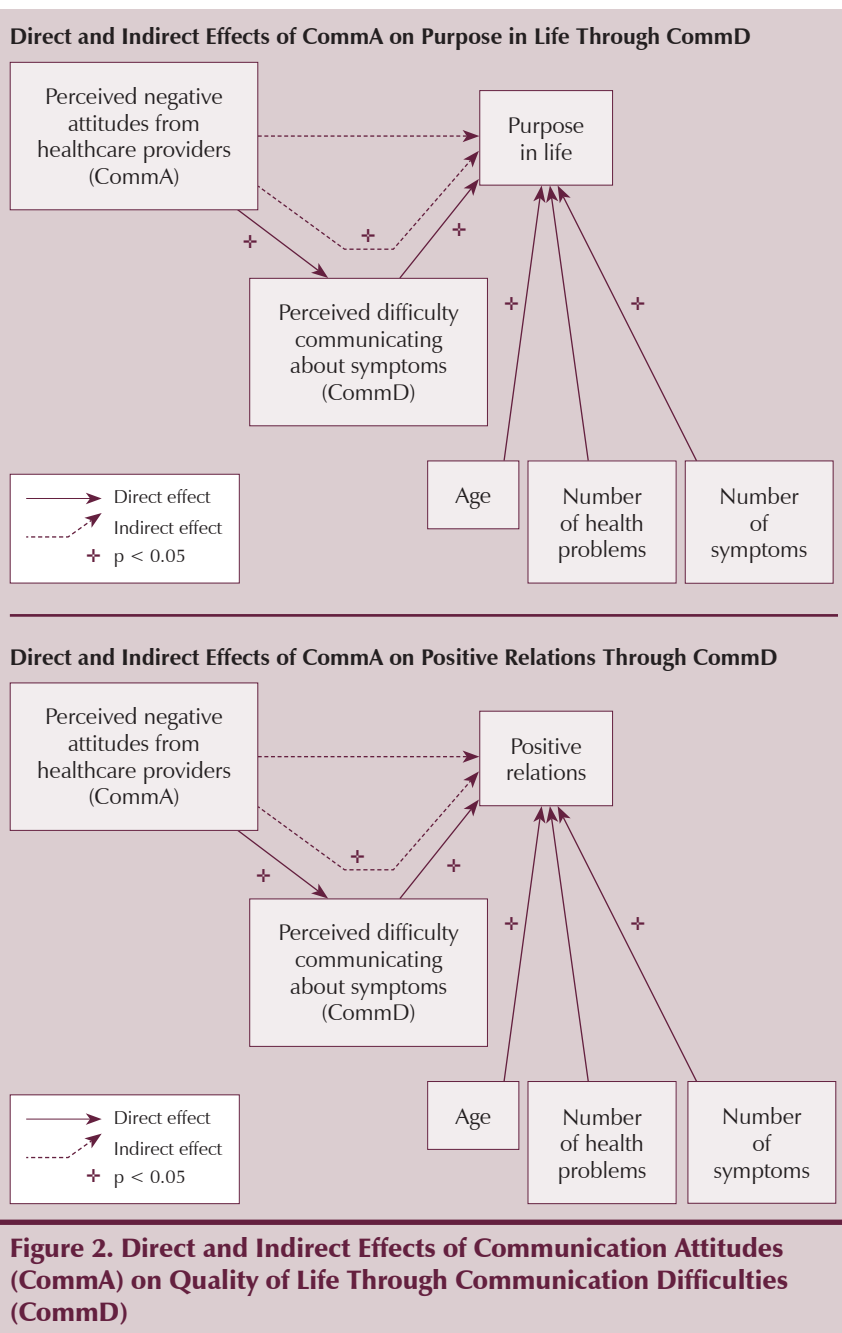 Direct and Indirect Effects of CommA on Purpose in Life Through CommD
Perceived negative
attitudes from
healthcare providers
(CommA)
Purpose
in life
✛
✛
✛
Perceived difficulty
communicating
about symptoms
(CommD)
✛
✛
Age
Number
of health
problems
Number
of
symptoms
Direct effect
Indirect effect
✛ p < 0.05
Direct and Indirect Effects of CommA on Positive Relations Through CommD
Perceived negative
attitudes from
healthcare providers
(CommA)
Positive
relations
✛
✛
✛
Perceived difficulty
communicating
about symptoms
(CommD)
✛
✛
Age
Number
of health
problems
Number
of
symptoms
Direct effect
Indirect effect
✛ p < 0.05
Figure 2. Direct and Indirect Effects of Communication Attitudes
(CommA) on Quality of Life Through Communication Difficulties
(CommD)